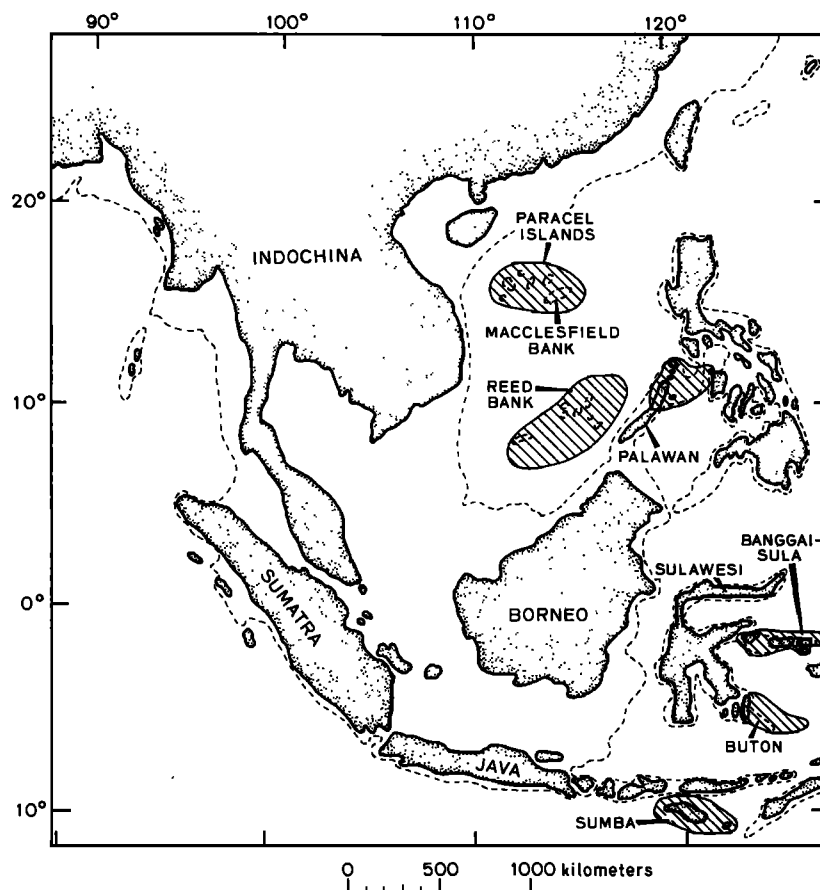 90° 100° 110° 120°
20°
PARACEL
ISLANDS
INDOCHINA
MACCLESFIELD
BANK
REED
BANK
10°
PALAWAN
BANGGAI-
SULA
SULAWESI
SUMATRA
0°
BORNEO
BUTON
JAVA
10°
SUMBA
0 500 1000 kilometers